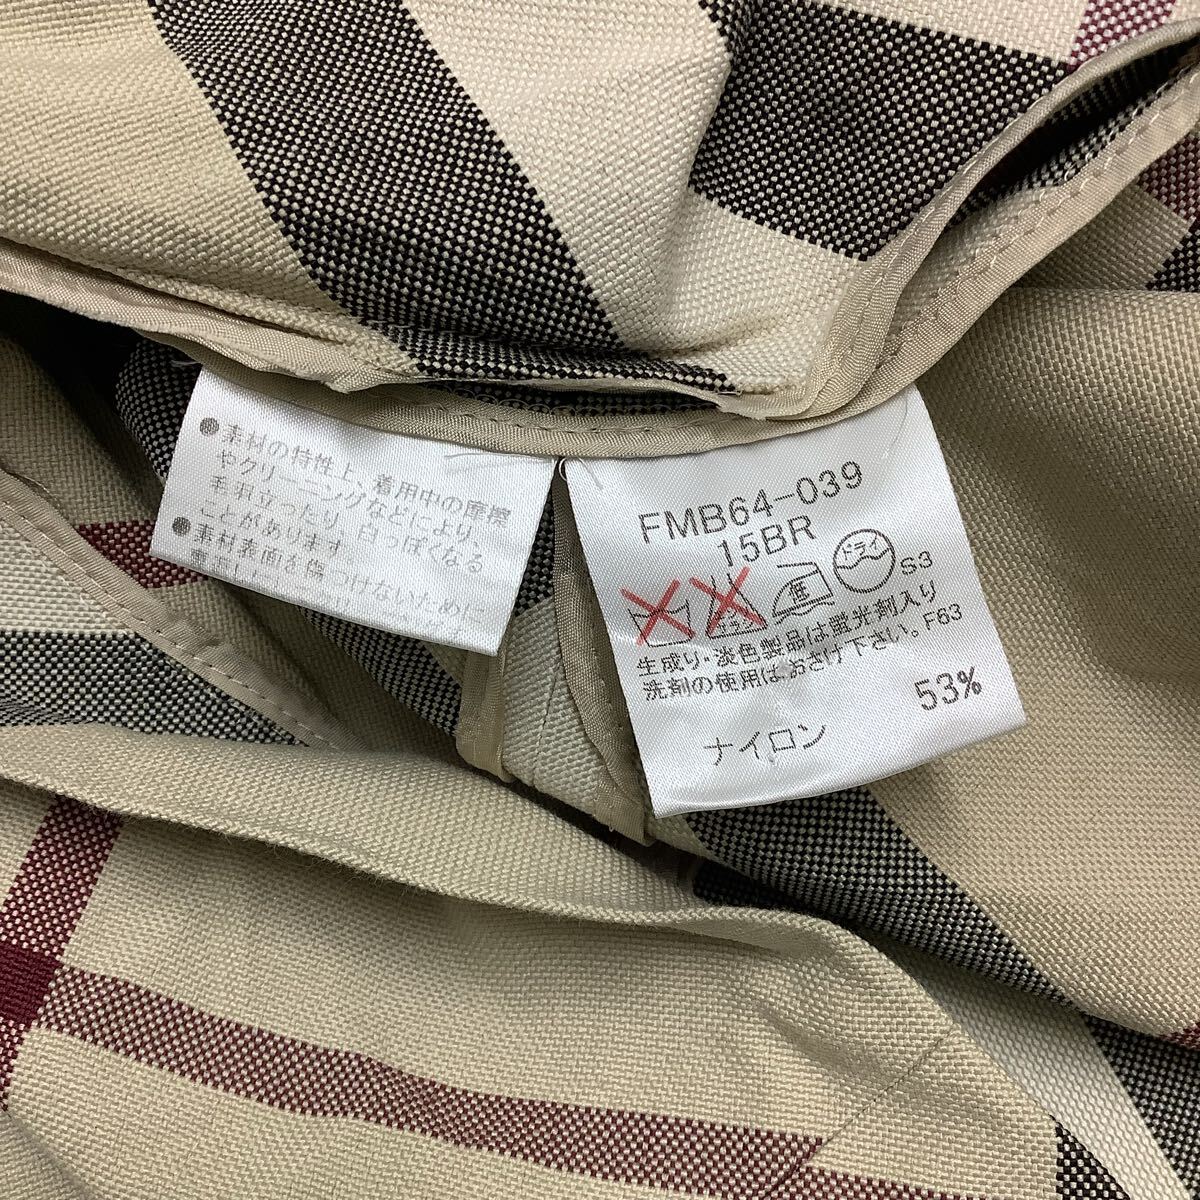 ●素材の特性上、着用中の摩擦
やクリーニングなどにより、
毛羽立ったり、白っぽくなる
ことがあります。
●素材表面を傷つけないために
FMB64-039
15BR
低
ドライ
S3
生成り・淡色製品は蛍光剤入り
洗剤の使用はおさけ下さい。F63
53%
ナイロン